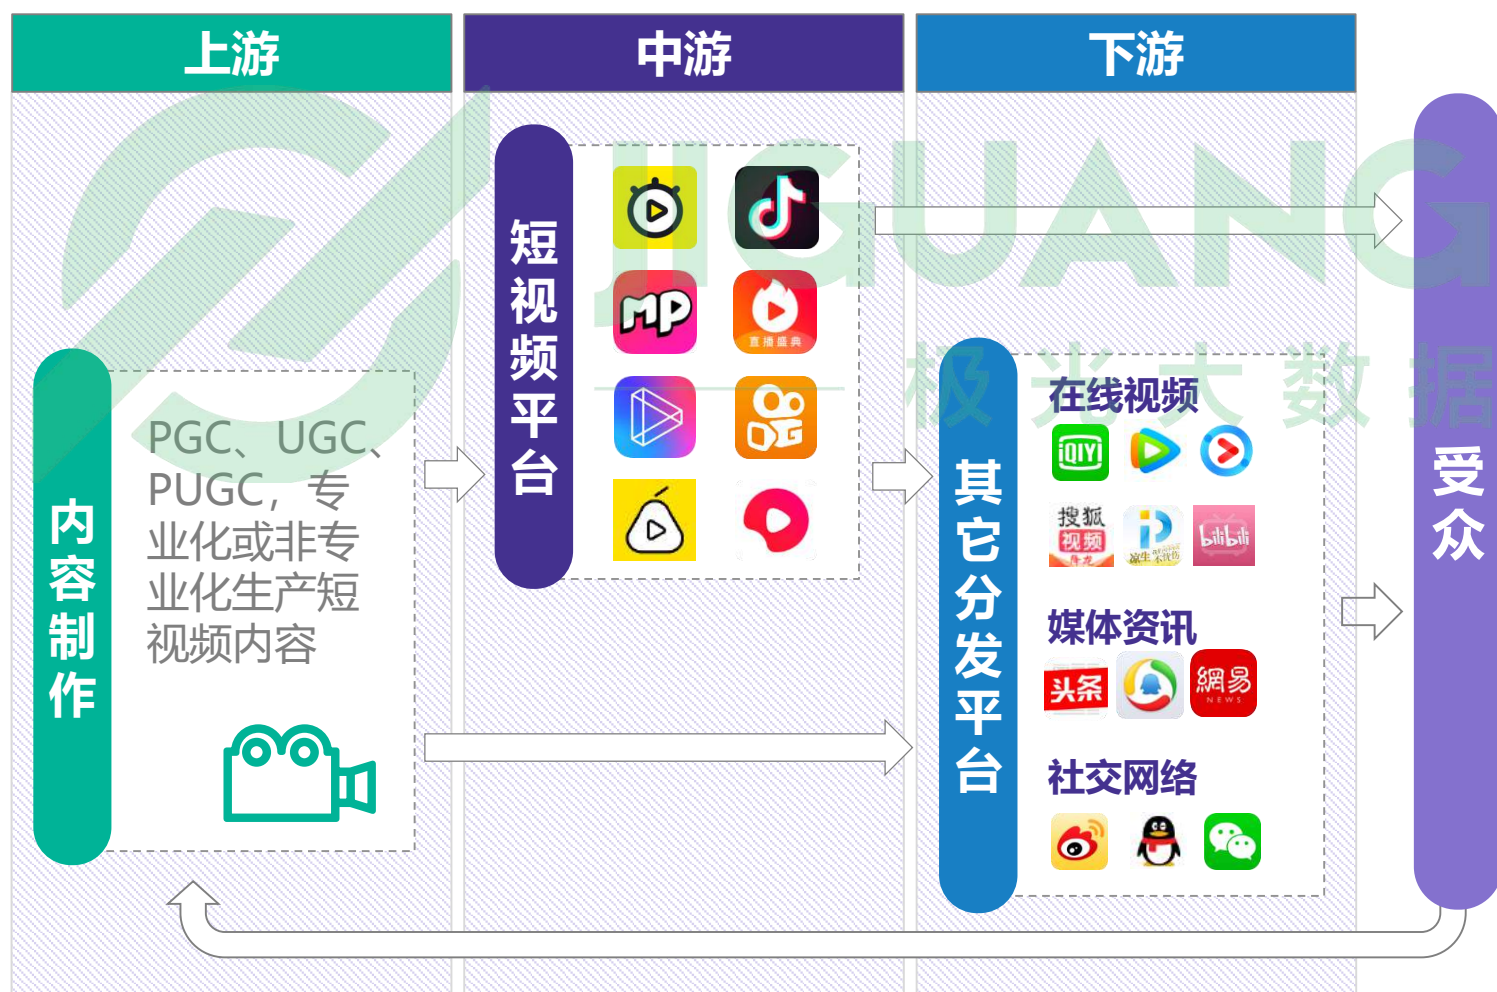 上游
中游
下游
JIGUANG
极光大数据
短视频平台
MP
直播盛典
内容制作
PGC、UGC、
PUGC，专
业化或非专
业化生产短
视频内容
其它分发平台
在线视频
iQIYI
搜狐
视频
bilibili
媒体资讯
头条
網易
NEWS
社交网络
受众